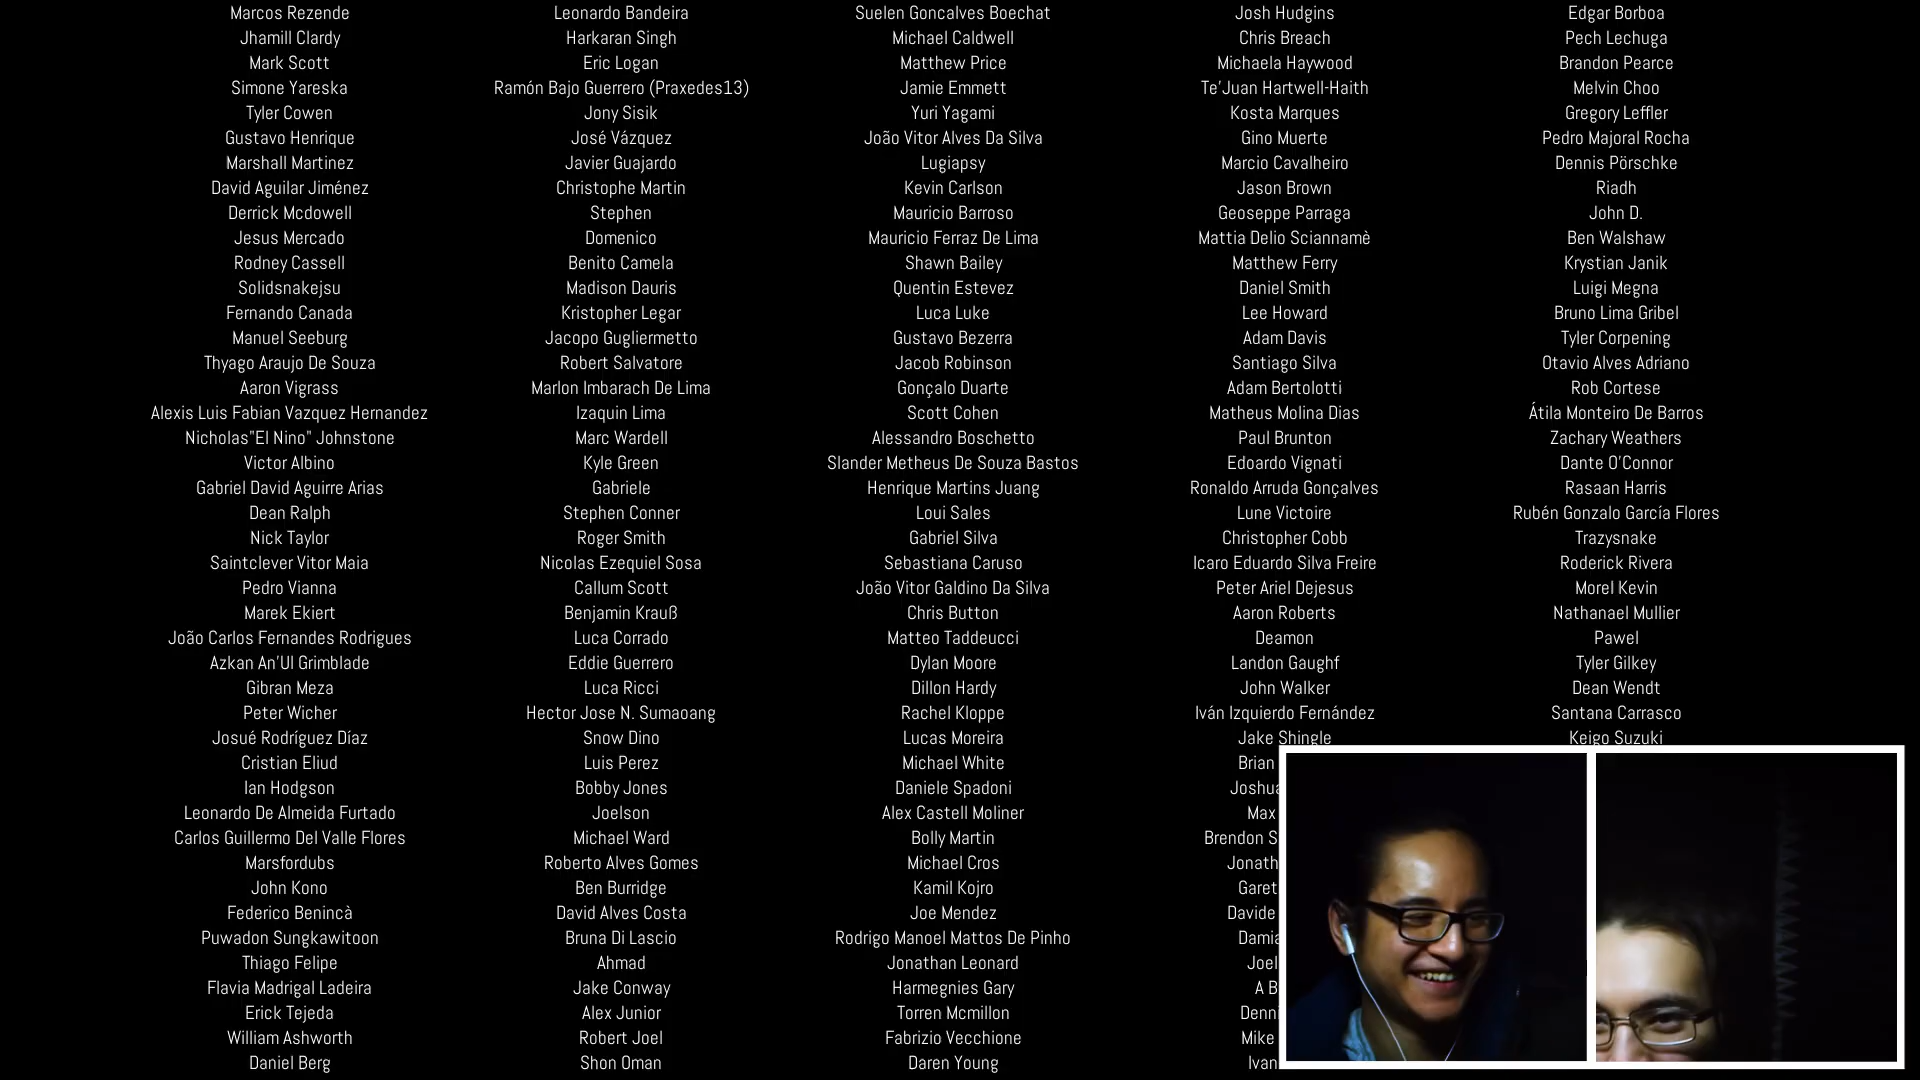 Marcos Rezende
Jhamill Clardy
Mark Scott
Simone Yareska
Tyler Cowen
Gustavo Henrique
Marshall Martinez
David Aguilar Jiménez
Derrick Mcdowell
Jesus Mercado
Rodney Cassell
Solidsnakejsu
Fernando Canada
Manuel Seeburg
Thyago Araujo De Souza
Aaron Vigrass
Alexis Luis Fabian Vazquez Hernandez
Nicholas"El Nino" Johnstone
Victor Albino
Gabriel David Aguirre Arias
Dean Ralph
Nick Taylor
Saintclever Vitor Maia
Pedro Vianna
Marek Ekiert
João Carlos Fernandes Rodrigues
Azkan An'Ul Grimblade
Gibran Meza
Peter Wicher
Josué Rodríguez Díaz
Cristian Eliud
Ian Hodgson
Leonardo De Almeida Furtado
Carlos Guillermo Del Valle Flores
Marsfordubs
John Kono
Federico Benincà
Puwadon Sungkawitoon
Thiago Felipe
Flavia Madrigal Ladeira
Erick Tejeda
William Ashworth
Daniel Berg
Leonardo Bandeira
Harkaran Singh
Eric Logan
Ramón Bajo Guerrero (Praxedes13)
Jony Sisik
José Vázquez
Javier Guajardo
Christophe Martin
Stephen
Domenico
Benito Camela
Madison Dauris
Kristopher Legar
Jacopo Gugliermetto
Robert Salvatore
Marlon Imbarach De Lima
Izaquin Lima
Marc Wardell
Kyle Green
Gabriele
Stephen Conner
Roger Smith
Nicolas Ezequiel Sosa
Callum Scott
Benjamin Krauß
Luca Corrado
Eddie Guerrero
Luca Ricci
Hector Jose N. Sumaoang
Snow Dino
Luis Perez
Bobby Jones
Joelson
Michael Ward
Roberto Alves Gomes
Ben Burridge
David Alves Costa
Bruna Di Lascio
Ahmad
Jake Conway
Alex Junior
Robert Joel
Shon Oman
Suelen Goncalves Boechat
Michael Caldwell
Matthew Price
Jamie Emmett
Yuri Yagami
João Vitor Alves Da Silva
Lugiapsy
Kevin Carlson
Mauricio Barroso
Mauricio Ferraz De Lima
Shawn Bailey
Quentin Estevez
Luca Luke
Gustavo Bezerra
Jacob Robinson
Gonçalo Duarte
Scott Cohen
Alessandro Boschetto
Slander Metheus De Souza Bastos
Henrique Martins Juang
Loui Sales
Gabriel Silva
Sebastiana Caruso
João Vitor Galdino Da Silva
Chris Button
Matteo Taddeucci
Dylan Moore
Dillon Hardy
Rachel Kloppe
Lucas Moreira
Michael White
Daniele Spadoni
Alex Castell Moliner
Bolly Martin
Michael Cros
Kamil Kojro
Joe Mendez
Rodrigo Manoel Mattos De Pinho
Jonathan Leonard
Harmegnies Gary
Torren Mcmillon
Fabrizio Vecchione
Daren Young
Josh Hudgins
Chris Breach
Michaela Haywood
Te'Juan Hartwell-Haith
Kosta Marques
Gino Muerte
Marcio Cavalheiro
Jason Brown
Geoseppe Parraga
Mattia Delio Sciannamè
Matthew Ferry
Daniel Smith
Lee Howard
Adam Davis
Santiago Silva
Adam Bertolotti
Matheus Molina Dias
Paul Brunton
Edoardo Vignati
Ronaldo Arruda Gonçalves
Lune Victoire
Christopher Cobb
Icaro Eduardo Silva Freire
Peter Ariel Dejesus
Aaron Roberts
Deamon
Landon Gaughf
John Walker
Iván Izquierdo Fernández
Jake Shingle
Brian
Max
Brendon
Davide
A
Mike
Edgar Borboa
Pech Lechuga
Brandon Pearce
Melvin Choo
Gregory Leffler
Pedro Majoral Rocha
Dennis Pörschke
Riadh
John D.
Ben Walshaw
Krystian Janik
Luigi Megna
Bruno Lima Gribel
Tyler Corpening
Otavio Alves Adriano
Rob Cortese
Átila Monteiro De Barros
Zachary Weathers
Dante O'Connor
Rasaan Harris
Rubén Gonzalo García Flores
Trazysnake
Roderick Rivera
Morel Kevin
Nathanael Mullier
Pawel
Tyler Gilkey
Dean Wendt
Santana Carrasco
Keigo Suzuki